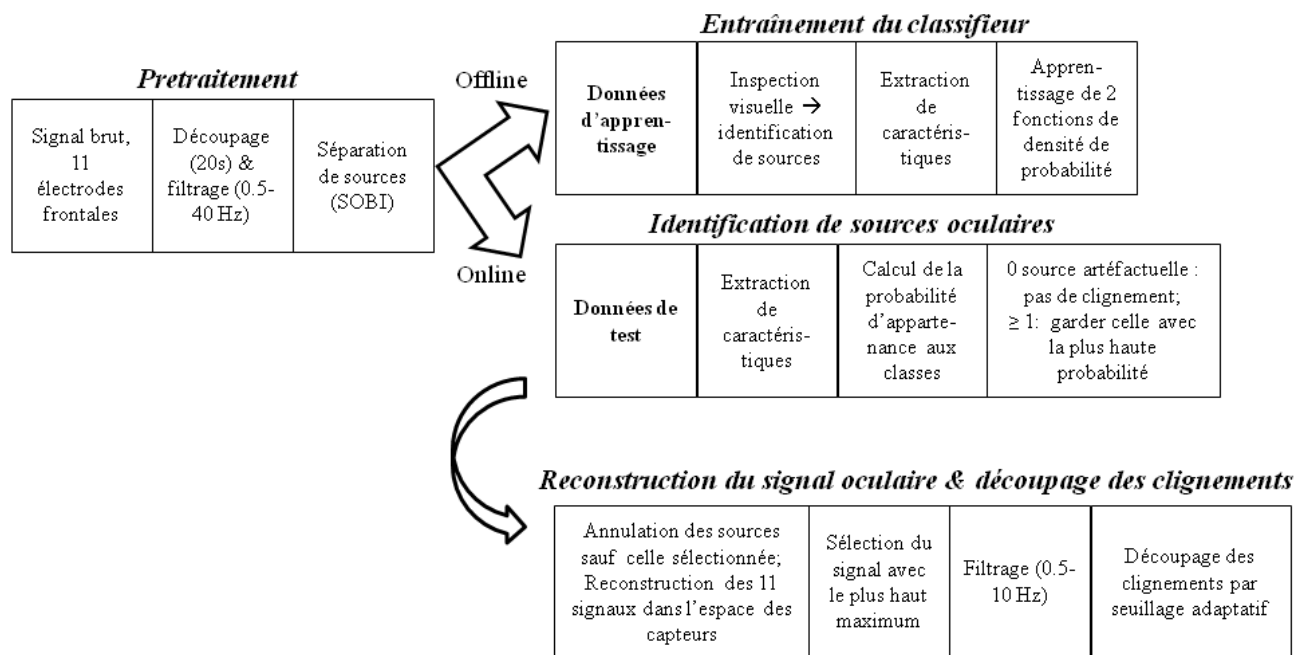 Entraînement du classifieur
Pretraitement
Offline
Signal brut,
11
électrodes
frontales
Découpage
(20s) &
filtrage (0.5-
40 Hz)
Séparation
de sources
(SOBI)
Données
d'appren-
tissage
Inspection
visuelle →
identification
de sources
Extraction
de
caractéris-
tiques
Appren-
tissage de 2
fonctions de
densité de
probabilité
Identification de sources oculaires
Online
Données de
test
Extraction
de
caractéris-
tiques
Calcul de la
probabilité
d'apparte-
nance aux
classes
0 source artéfactuelle :
pas de clignement;
≥ 1: garder celle avec
la plus haute
probabilité
Reconstruction du signal oculaire & découpage des clignements
Annulation des sources
sauf celle sélectionnée;
Reconstruction des 11
signaux dans l'espace des
capteurs
Sélection du
signal avec
le plus haut
maximum
Filtrage (0.5-
10 Hz)
Découpage des
clignements par
seuillage adaptatif